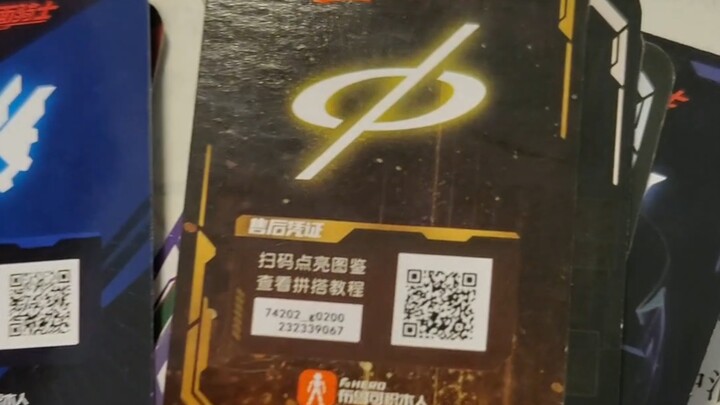 士
售后凭证
扫码点亮图鉴
查看拼搭教程
74202_g0200
232339067
布鲁可积木人